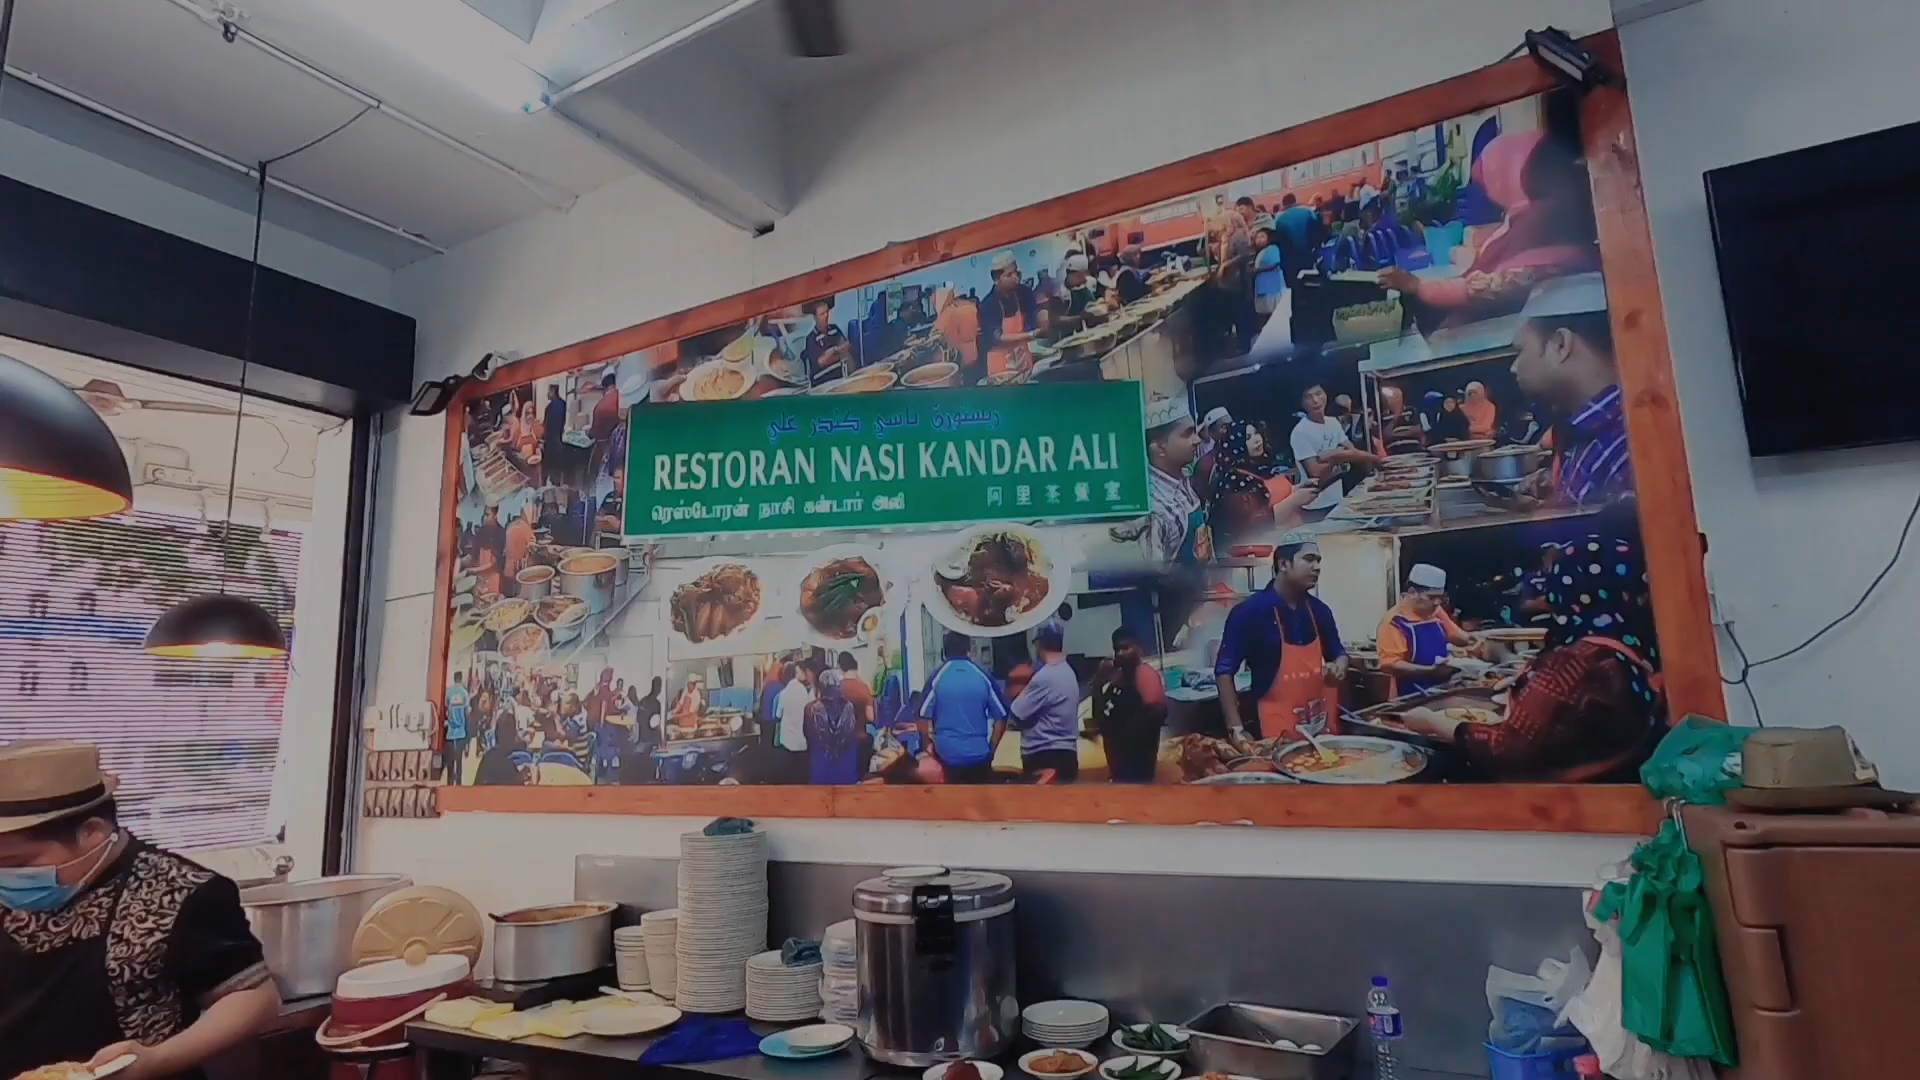 ريستورن ناسي كندر علي
RESTORAN NASI KANDAR ALI
ரெஸ்டோரன் நாசி கன்டார் அலி
阿里茶餐室